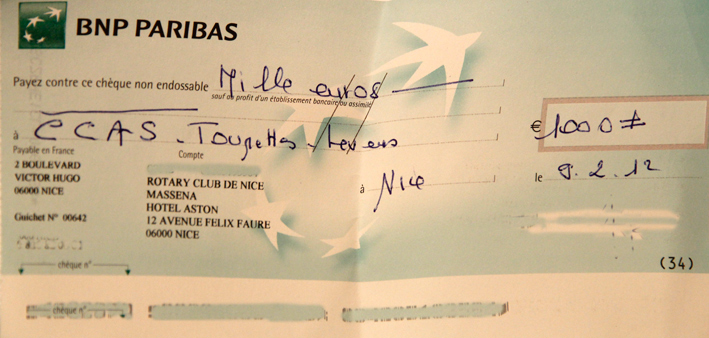 BNP PARIBAS
Payez contre ce chèque non endossable Mille euros
sauf au profit d'un établissement bancaire ou assimilé
€ 1000 #
à CCAS - Tourrettes - Levens
Payable en France
Compte
2 BOULEVARD
VICTOR HUGO
06000 NICE
Guichet N° 00642
ROTARY CLUB DE NICE
MASSENA
HOTEL ASTON
12 AVENUE FELIX FAURE
06000 NICE
à Nice
le 9.2.12
(34)
chèque n°
chèque n°